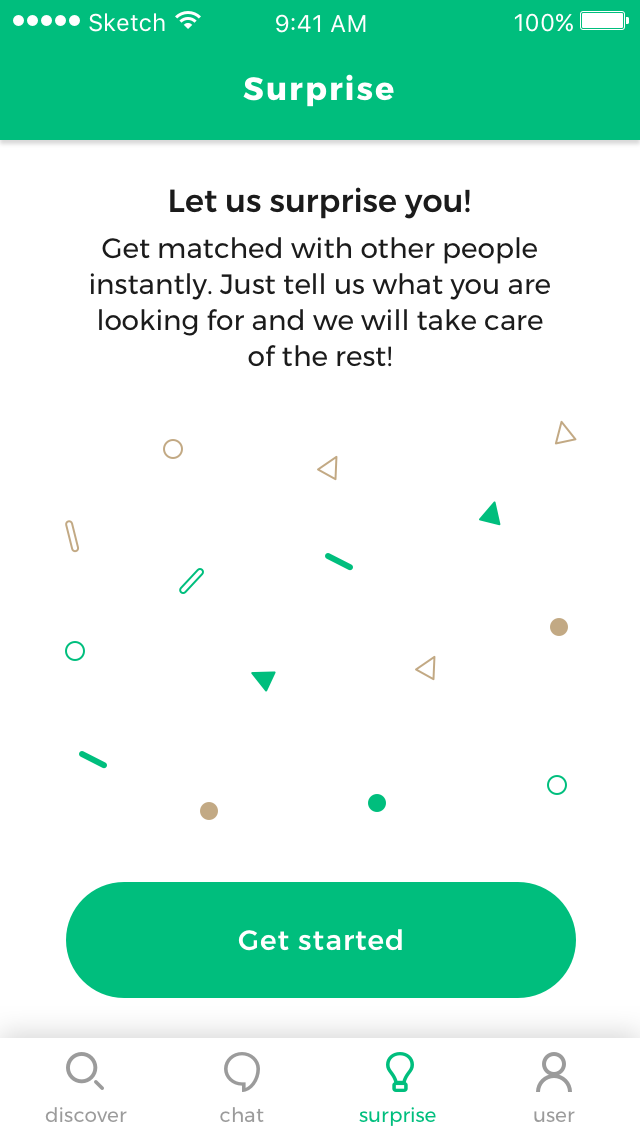 Sketch 9:41 AM 100%
Surprise
Let us surprise you!
Get matched with other people
instantly. Just tell us what you are
looking for and we will take care
of the rest!
Get started
discover chat surprise user